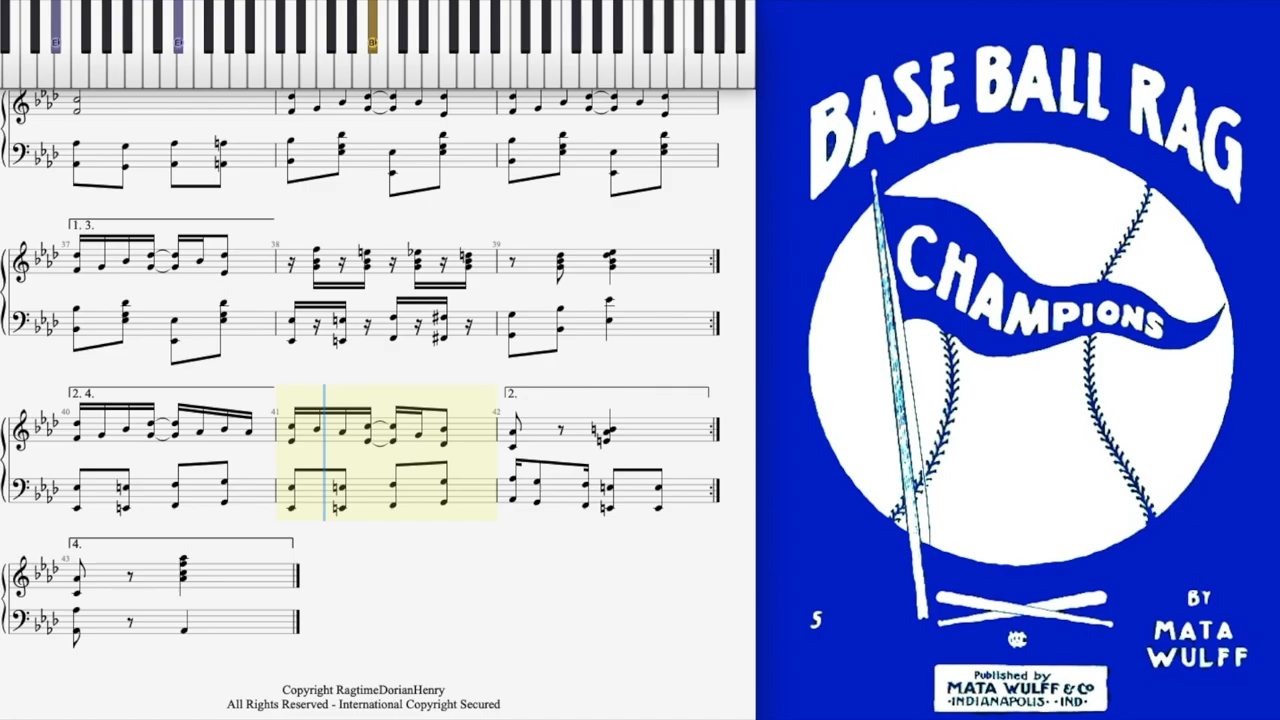 1. 3.
37
38
39
2. 4.
2.
40
41
42
4.
43
Copyright RagtimeDorianHenry
All Rights Reserved - International Copyright Secured
BASE BALL RAG
CHAMPIONS
5
BY
MATA
WULFF
Published by
MATA WULFF & CO
·INDIANAPOLIS· ·IND·